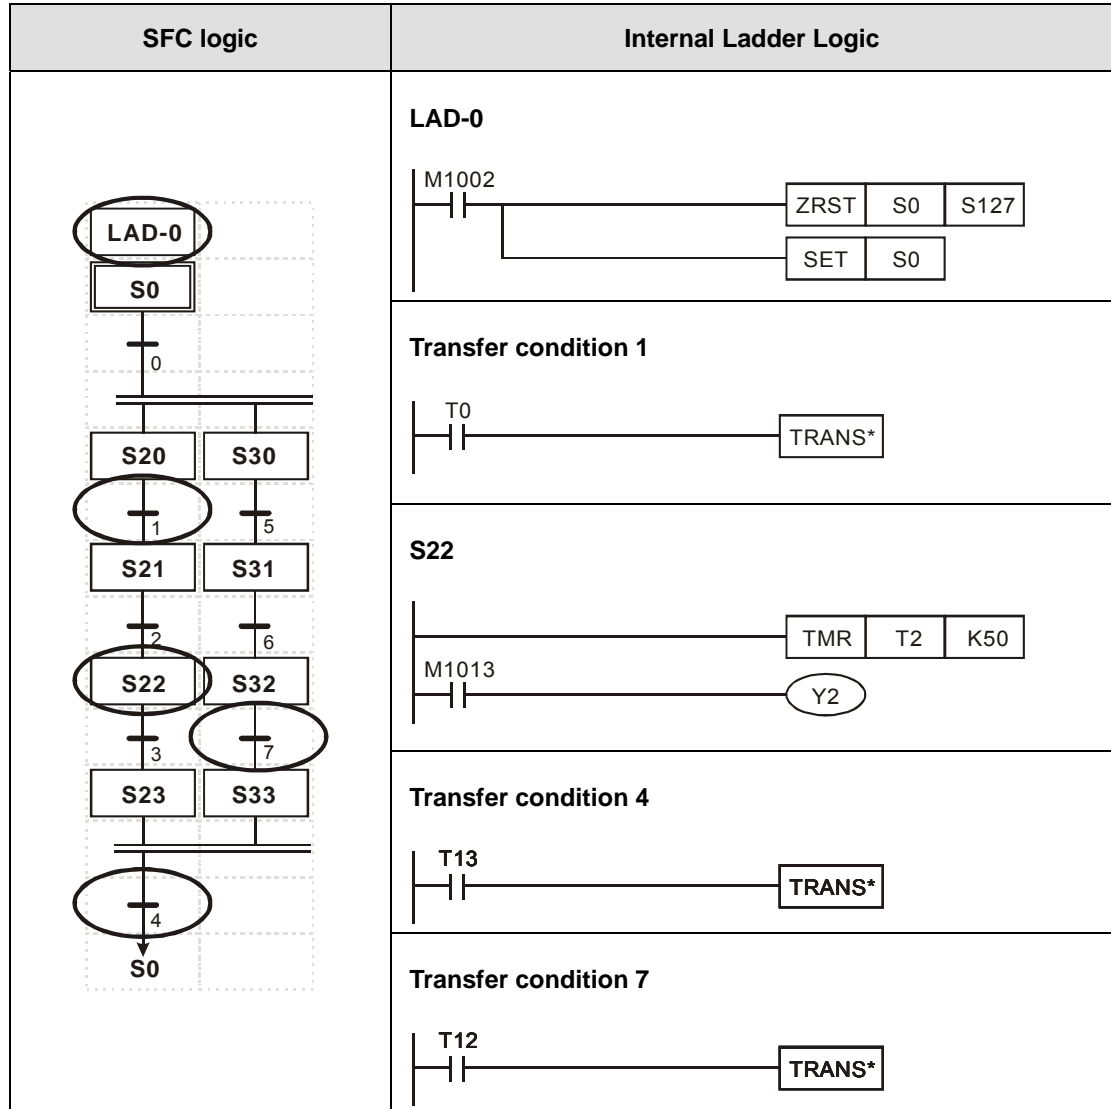 SFC logic
Internal Ladder Logic
LAD-0
S0
0
S20 S30
1 5
S21 S31
2 6
S22 S32
3 7
S23 S33
4
S0
LAD-0
M1002
ZRST S0 S127
SET S0
Transfer condition 1
T0
TRANS*
S22
TMR T2 K50
M1013
Y2
Transfer condition 4
T13
TRANS*
Transfer condition 7
T12
TRANS*